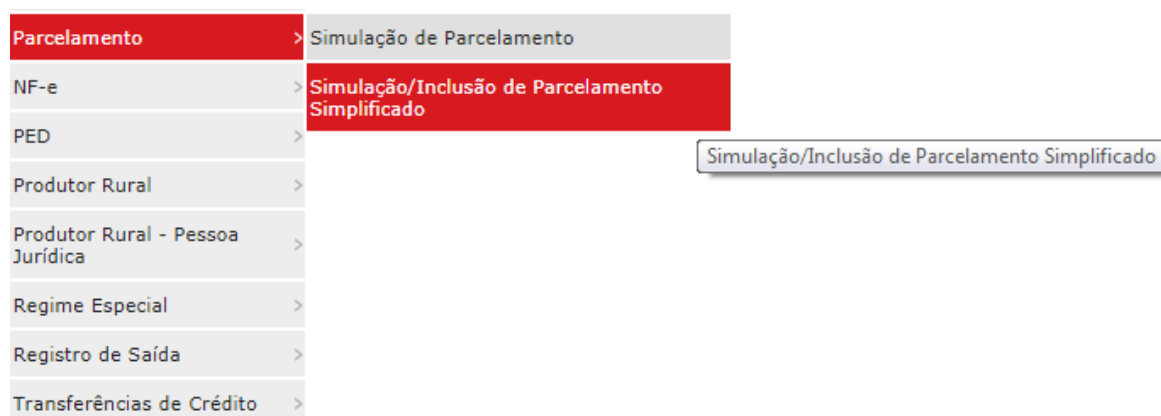 Parcelamento > Simulação de Parcelamento
NF-e > Simulação/Inclusão de Parcelamento
Simplificado
PED >
Simulação/Inclusão de Parcelamento Simplificado
Produtor Rural >
Produtor Rural - Pessoa
Jurídica >
Regime Especial >
Registro de Saída >
Transferências de Crédito >